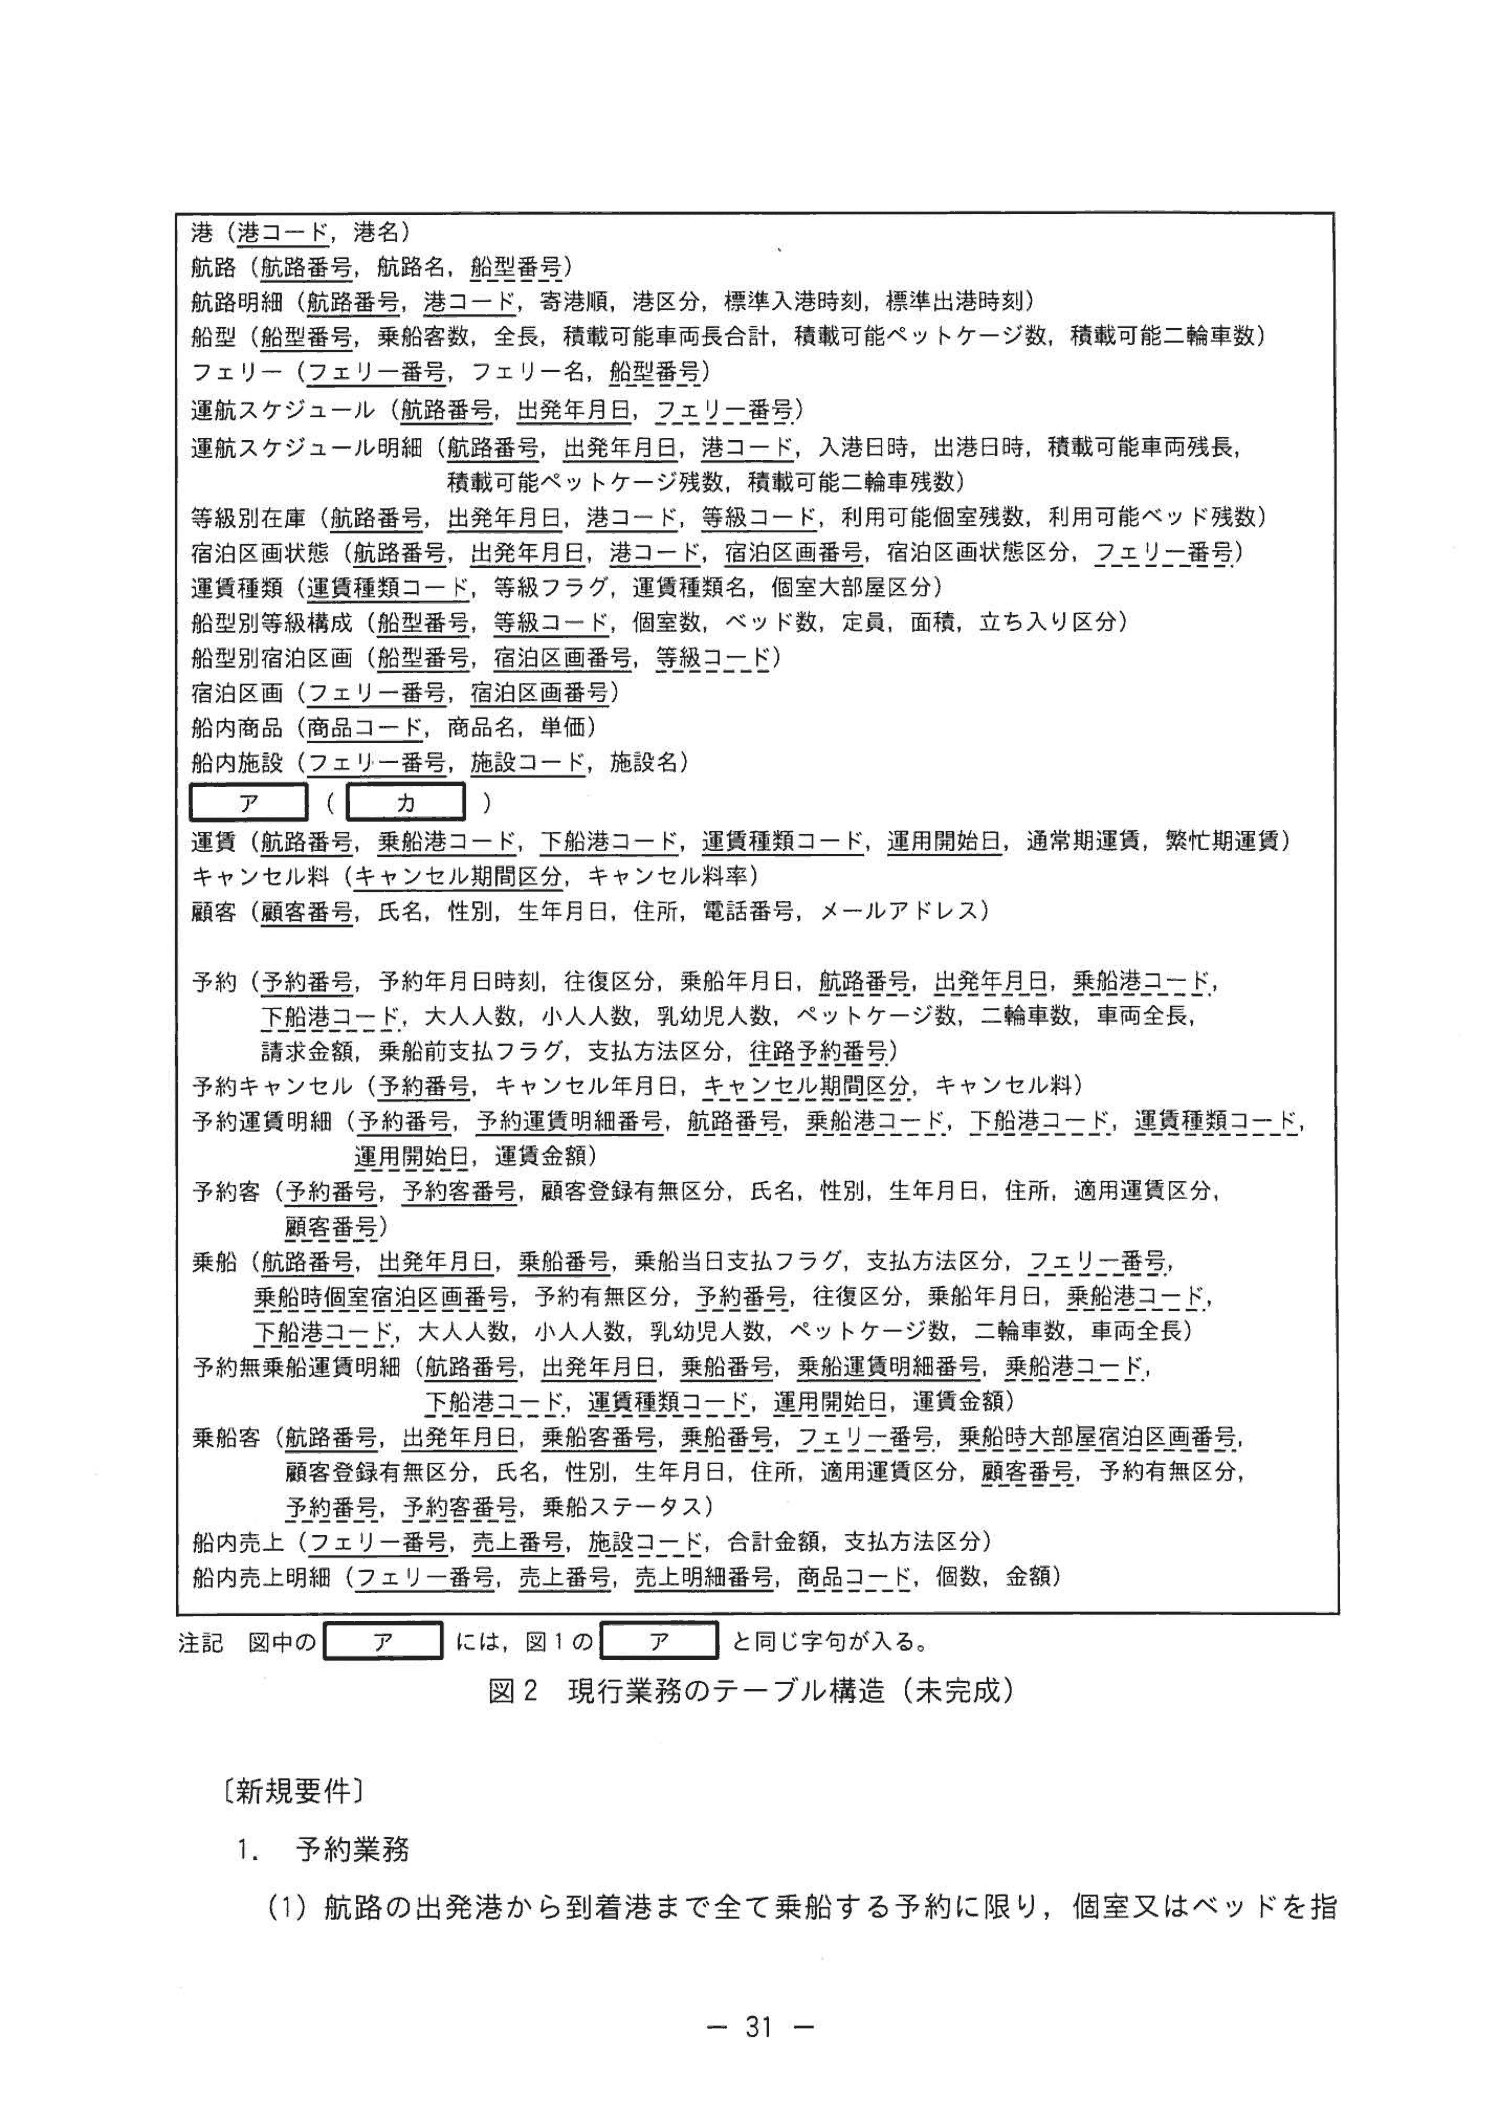 港（港コード，港名）
航路（航路番号，航路名，船型番号）
航路明細（航路番号，港コード，寄港順，港区分，標準入港時刻，標準出港時刻）
船型（船型番号，乗船客数，全長，積載可能車両長合計，積載可能ペットケージ数，積載可能二輪車数）
フェリー（フェリー番号，フェリー名，船型番号）
運航スケジュール（航路番号，出発年月日，フェリー番号）
運航スケジュール明細（航路番号，出発年月日，港コード，入港日時，出港日時，積載可能車両残長，
積載可能ペットケージ残数，積載可能二輪車残数）
等級別在庫（航路番号，出発年月日，港コード，等級コード，利用可能個室残数，利用可能ベッド残数）
宿泊区画状態（航路番号，出発年月日，港コード，宿泊区画番号，宿泊区画状態区分，フェリー番号）
運賃種類（運賃種類コード，等級フラグ，運賃種類名，個室大部屋区分）
船型別等級構成（船型番号，等級コード，個室数，ベッド数，定員，面積，立ち入り区分）
船型別宿泊区画（船型番号，宿泊区画番号，等級コード）
宿泊区画（フェリー番号，宿泊区画番号）
船内商品（商品コード，商品名，単価）
船内施設（フェリー番号，施設コード，施設名）
ア（ カ ）
運賃（航路番号，乗船港コード，下船港コード，運賃種類コード，運用開始日，通常期運賃，繁忙期運賃）
キャンセル料（キャンセル期間区分，キャンセル料率）
顧客（顧客番号，氏名，性別，生年月日，住所，電話番号，メールアドレス）
予約（予約番号，予約年月日時刻，往復区分，乗船年月日，航路番号，出発年月日，乗船港コード，
下船港コード，大人人数，小人人数，乳幼児人数，ペットケージ数，二輪車数，車両全長，
請求金額，乗船前支払フラグ，支払方法区分，往路予約番号）
予約キャンセル（予約番号，キャンセル年月日，キャンセル期間区分，キャンセル料）
予約運賃明細（予約番号，予約運賃明細番号，航路番号，乗船港コード，下船港コード，運賃種類コード，
運用開始日，運賃金額）
予約客（予約番号，予約客番号，顧客登録有無区分，氏名，性別，生年月日，住所，適用運賃区分，
顧客番号）
乗船（航路番号，出発年月日，乗船番号，乗船当日支払フラグ，支払方法区分，フェリー番号，
乗船時個室宿泊区画番号，予約有無区分，予約番号，往復区分，乗船年月日，乗船港コード，
下船港コード，大人人数，小人人数，乳幼児人数，ペットケージ数，二輪車数，車両全長）
予約無乗船運賃明細（航路番号，出発年月日，乗船番号，乗船運賃明細番号，乗船港コード，
下船港コード，運賃種類コード，運用開始日，運賃金額）
乗船客（航路番号，出発年月日，乗船客番号，乗船番号，フェリー番号，乗船時大部屋宿泊区画番号，
顧客登録有無区分，氏名，性別，生年月日，住所，適用運賃区分，顧客番号，予約有無区分，
予約番号，予約客番号，乗船ステータス）
船内売上（フェリー番号，売上番号，施設コード，合計金額，支払方法区分）
船内売上明細（フェリー番号，売上番号，売上明細番号，商品コード，個数，金額）
注記　図中の ア には，図1の ア と同じ字句が入る。
図2　現行業務のテーブル構造（未完成）
〔新規要件〕
1.　予約業務
（1）航路の出発港から到着港まで全て乗船する予約に限り，個室又はベッドを指
－ 31 －